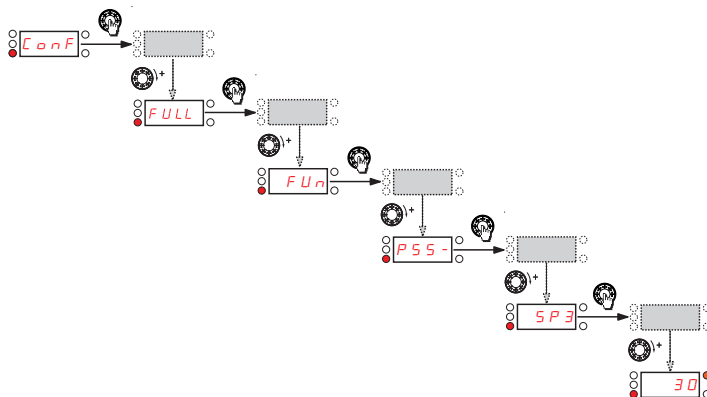 ConF
+
FULL
+
FUn
+
PSS-
+
SP3
+
30